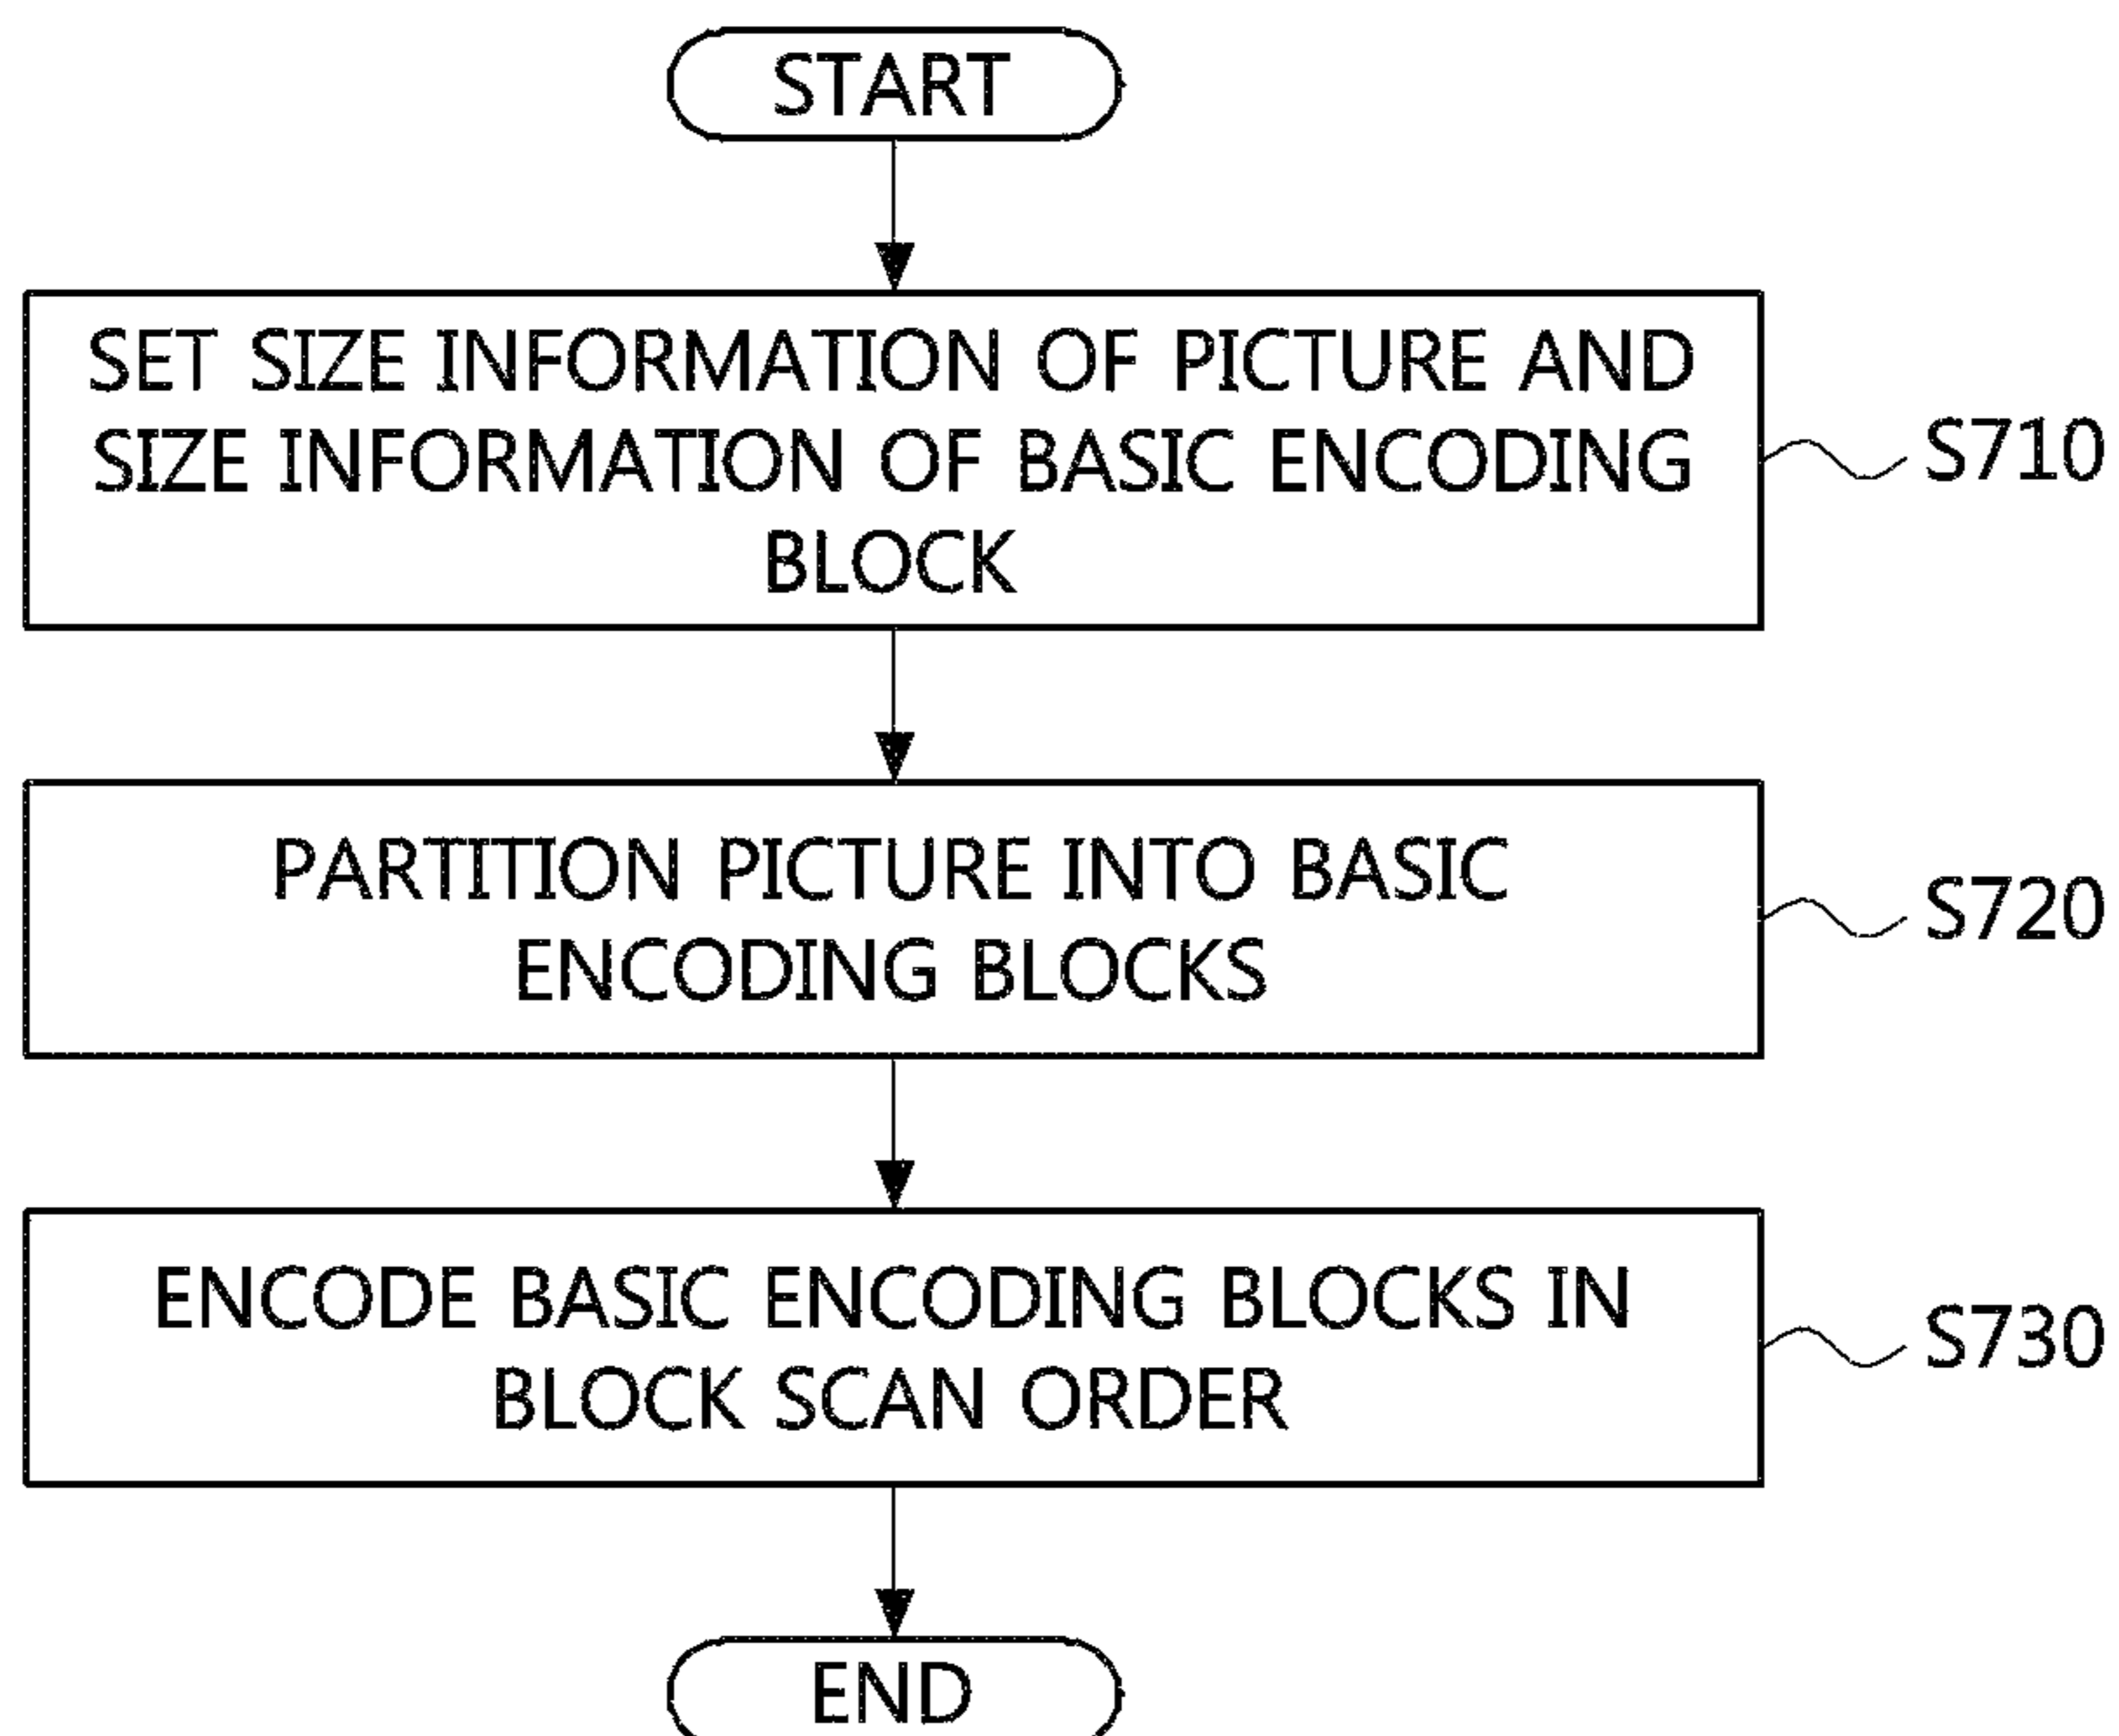 START
SET SIZE INFORMATION OF PICTURE AND
SIZE INFORMATION OF BASIC ENCODING
BLOCK
S710
PARTITION PICTURE INTO BASIC
ENCODING BLOCKS
S720
ENCODE BASIC ENCODING BLOCKS IN
BLOCK SCAN ORDER
S730
END